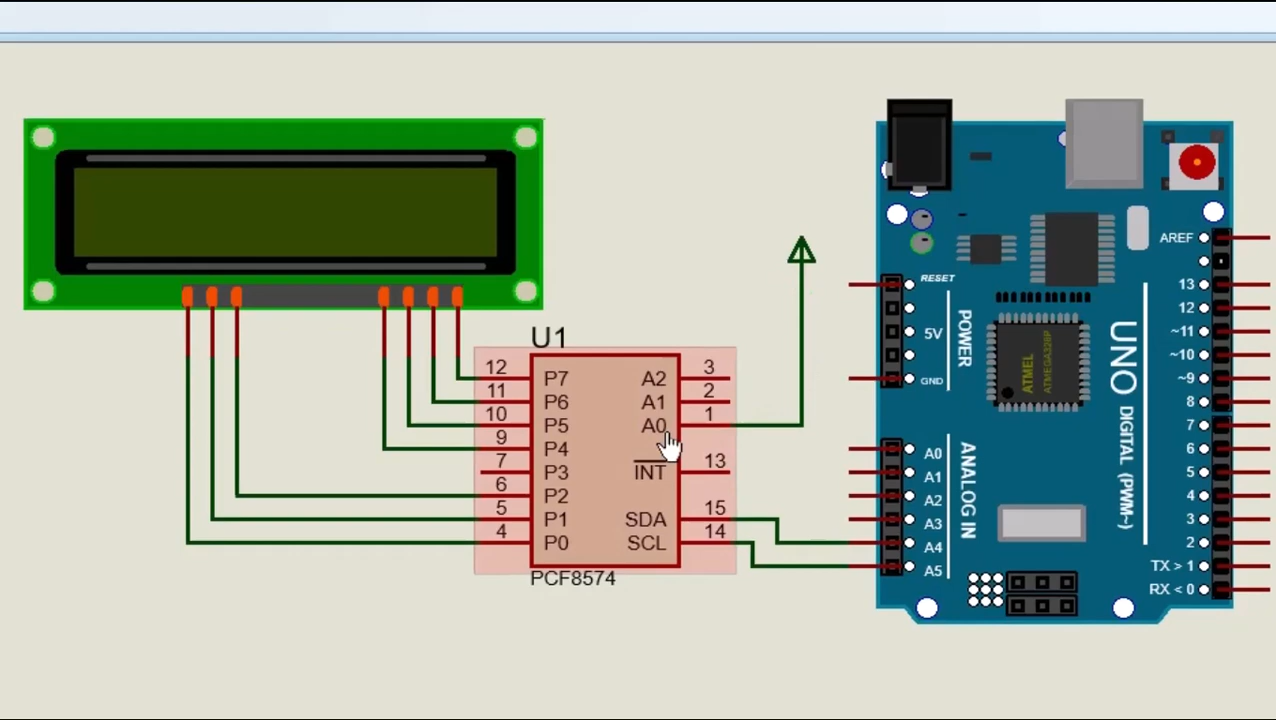 U1
12 P7 A2 3
11 P6 A1 2
10 P5 A0 1
9 P4
7 P3 INT 13
6 P2
5 P1 SDA 15
4 P0 SCL 14
PCF8574
RESET
5V
GND
POWER
A0
A1
A2
A3
A4
A5
ANALOG IN
ATMEL
ATMEGA328P
UNO
DIGITAL (PWM~)
AREF
13
12
~11
~10
~9
8
7
6
5
4
3
2
TX > 1
RX < 0